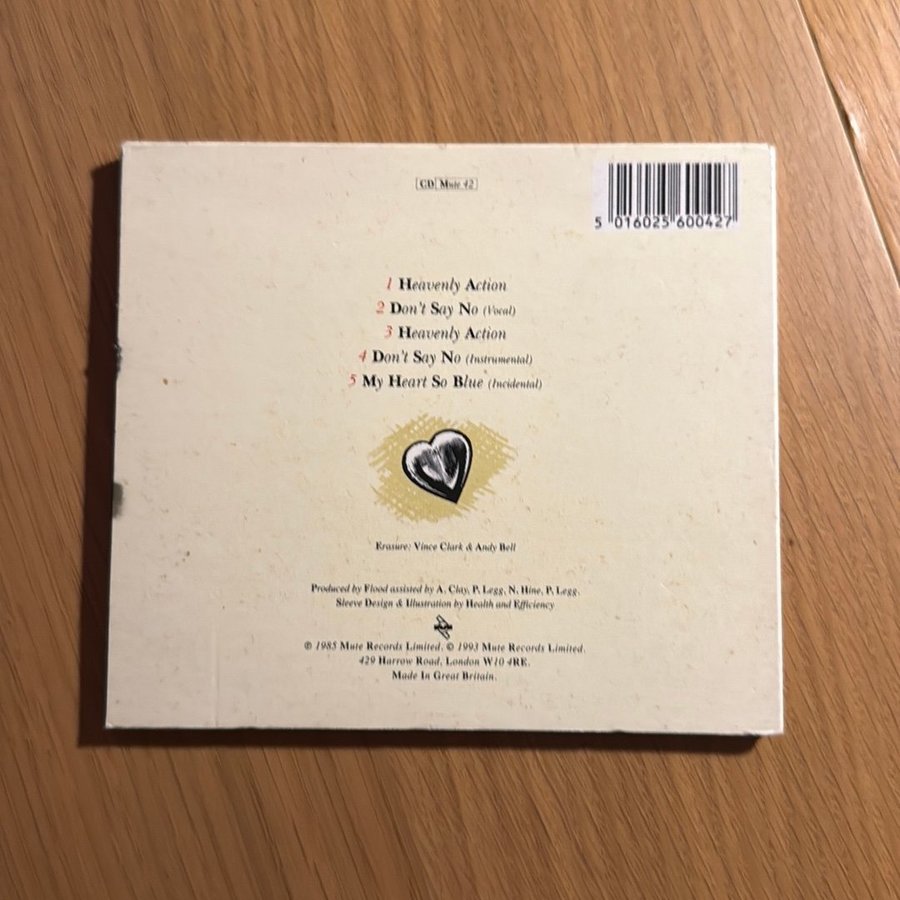 CD Mute 42
5 016025 600427
1 Heavenly Action
2 Don't Say No (Vocal)
3 Heavenly Action
4 Don't Say No (Instrumental)
5 My Heart So Blue (Incidental)
Erasure: Vince Clark & Andy Bell
Produced by Flood assisted by A. Clay, P. Legg, N. Hine, P. Legg.
Sleeve Design & Illustration by Health and Efficiency
℗ 1985 Mute Records Limited. © 1993 Mute Records Limited.
429 Harrow Road, London W10 4RE.
Made In Great Britain.